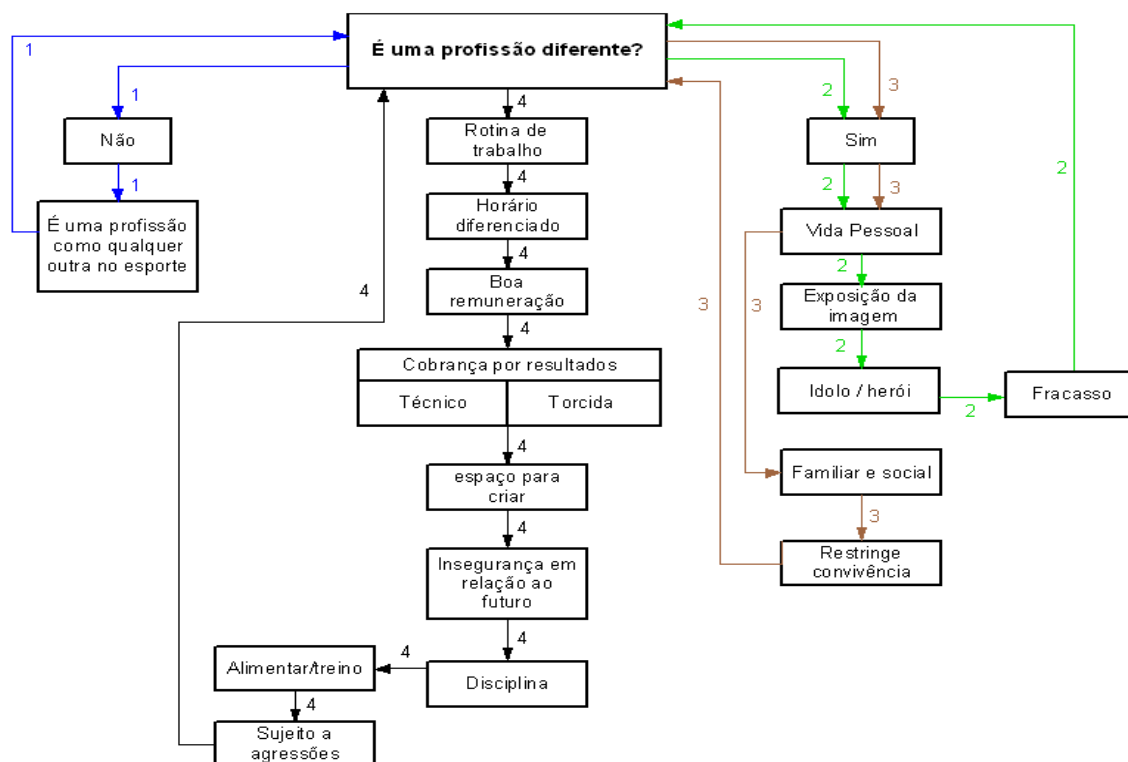 É uma profissão diferente?
1
1
Não
1
É uma profissão
como qualquer
outra no esporte
4
Rotina de
trabalho
4
Horário
diferenciado
4
Boa
remuneração
4
Cobrança por resultados
Técnico
Torcida
4
espaço para
criar
4
Insegurança em
relação ao
futuro
4
Disciplina
4
Alimentar/treino
4
Sujeito a
agressões
4
2
3
Sim
2
3
Vida Pessoal
2
Exposição da
imagem
2
Idolo / herói
2
Fracasso
2
3
Familiar e social
3
Restringe
convivência
3